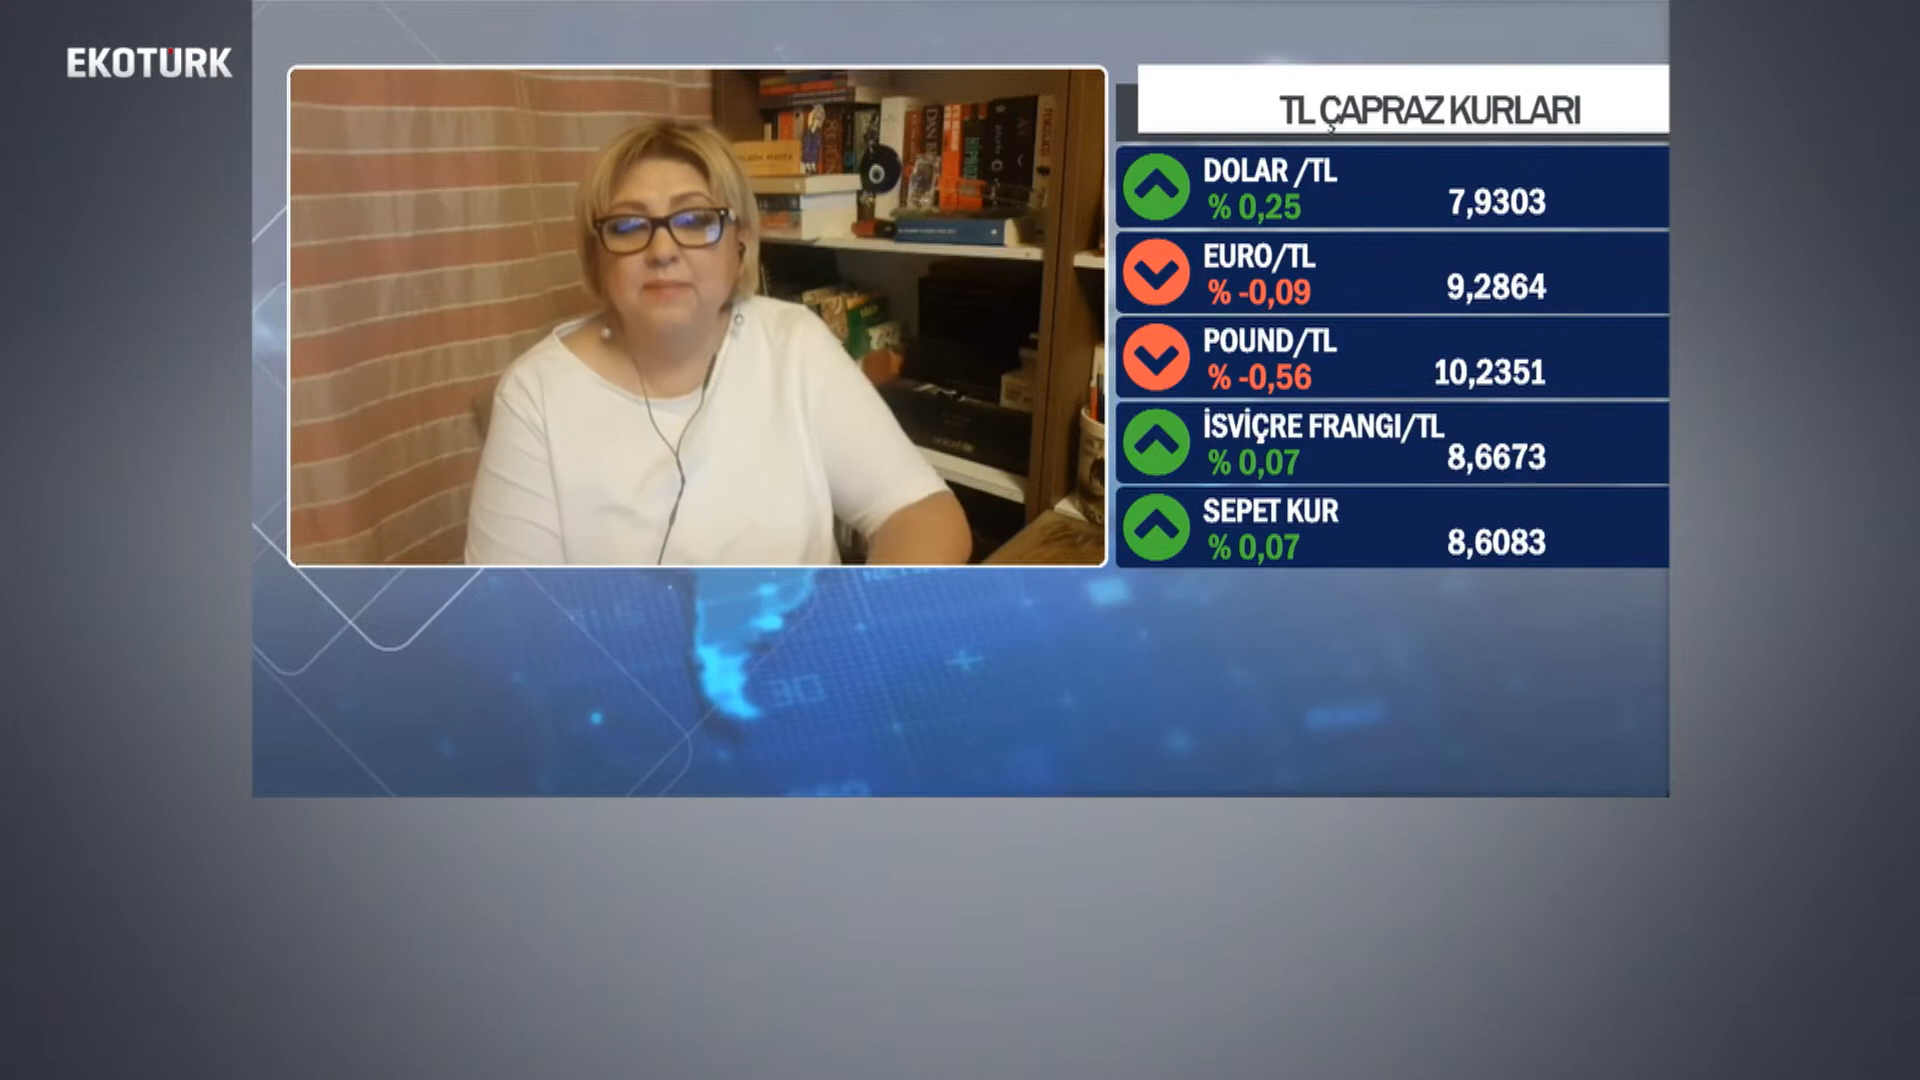 EKOTÜRK
TL ÇAPRAZ KURLARI
DOLAR /TL
% 0,25
7,9303
EURO/TL
% -0,09
9,2864
POUND/TL
% -0,56
10,2351
İSVİÇRE FRANGI/TL
% 0,07
8,6673
SEPET KUR
% 0,07
8,6083
unicef